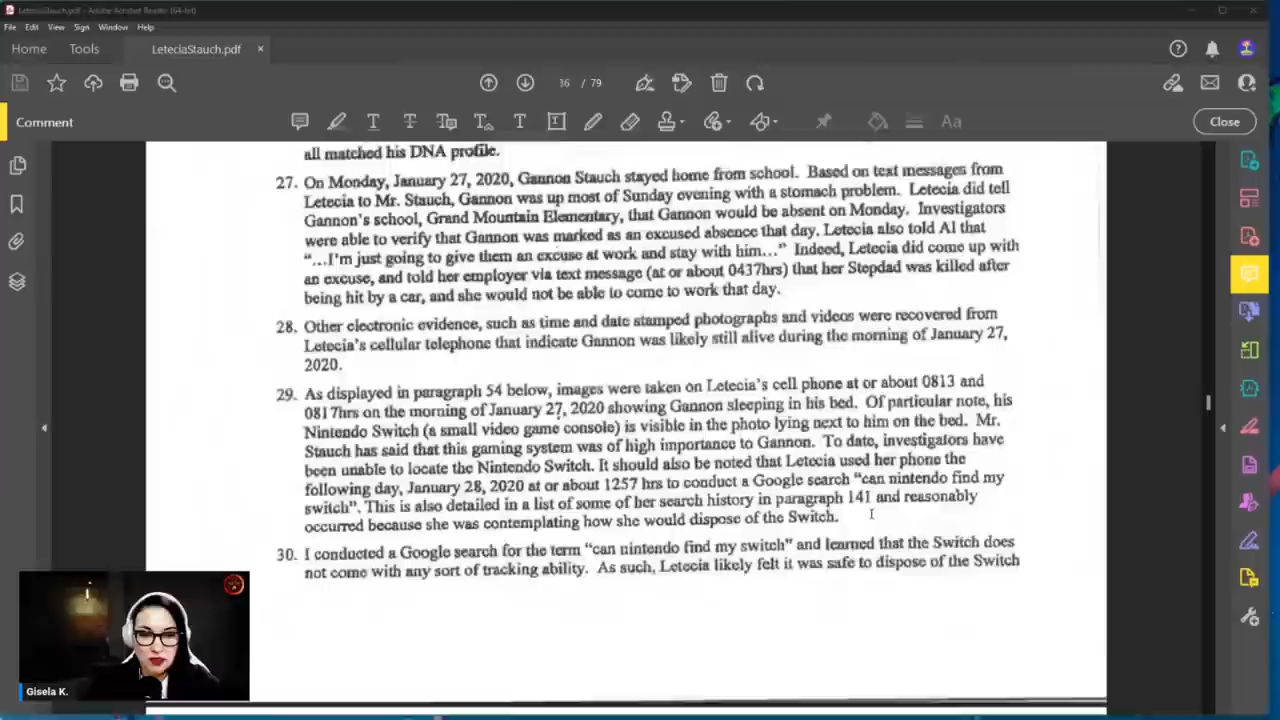 LeteciaStauch.pdf - Adobe Acrobat Reader (64-bit)
File Edit View Sign Window Help
Home Tools LeteciaStauch.pdf ×
36 / 79
Comment
Close
all matched his DNA profile.
27. On Monday, January 27, 2020, Gannon Stauch stayed home from school. Based on text messages from
Letecia to Mr. Stauch, Gannon was up most of Sunday evening with a stomach problem. Letecia did tell
Gannon's school, Grand Mountain Elementary, that Gannon would be absent on Monday. Investigators
were able to verify that Gannon was marked as an excused absence that day. Letecia also told Al that
"...I'm just going to give them an excuse at work and stay with him..." Indeed, Letecia did come up with
an excuse, and told her employer via text message (at or about 0437hrs) that her Stepdad was killed after
being hit by a car, and she would not be able to come to work that day.
28. Other electronic evidence, such as time and date stamped photographs and videos were recovered from
Letecia's cellular telephone that indicate Gannon was likely still alive during the morning of January 27,
2020.
29. As displayed in paragraph 54 below, images were taken on Letecia's cell phone at or about 0813 and
0817hrs on the morning of January 27, 2020 showing Gannon sleeping in his bed. Of particular note, his
Nintendo Switch (a small video game console) is visible in the photo lying next to him on the bed. Mr.
Stauch has said that this gaming system was of high importance to Gannon. To date, investigators have
been unable to locate the Nintendo Switch. It should also be noted that Letecia used her phone the
following day, January 28, 2020 at or about 1257 hrs to conduct a Google search "can nintendo find my
switch". This is also detailed in a list of some of her search history in paragraph 141 and reasonably
occurred because she was contemplating how she would dispose of the Switch.
30. I conducted a Google search for the term "can nintendo find my switch" and learned that the Switch does
not come with any sort of tracking ability. As such, Letecia likely felt it was safe to dispose of the Switch
Gisela K.